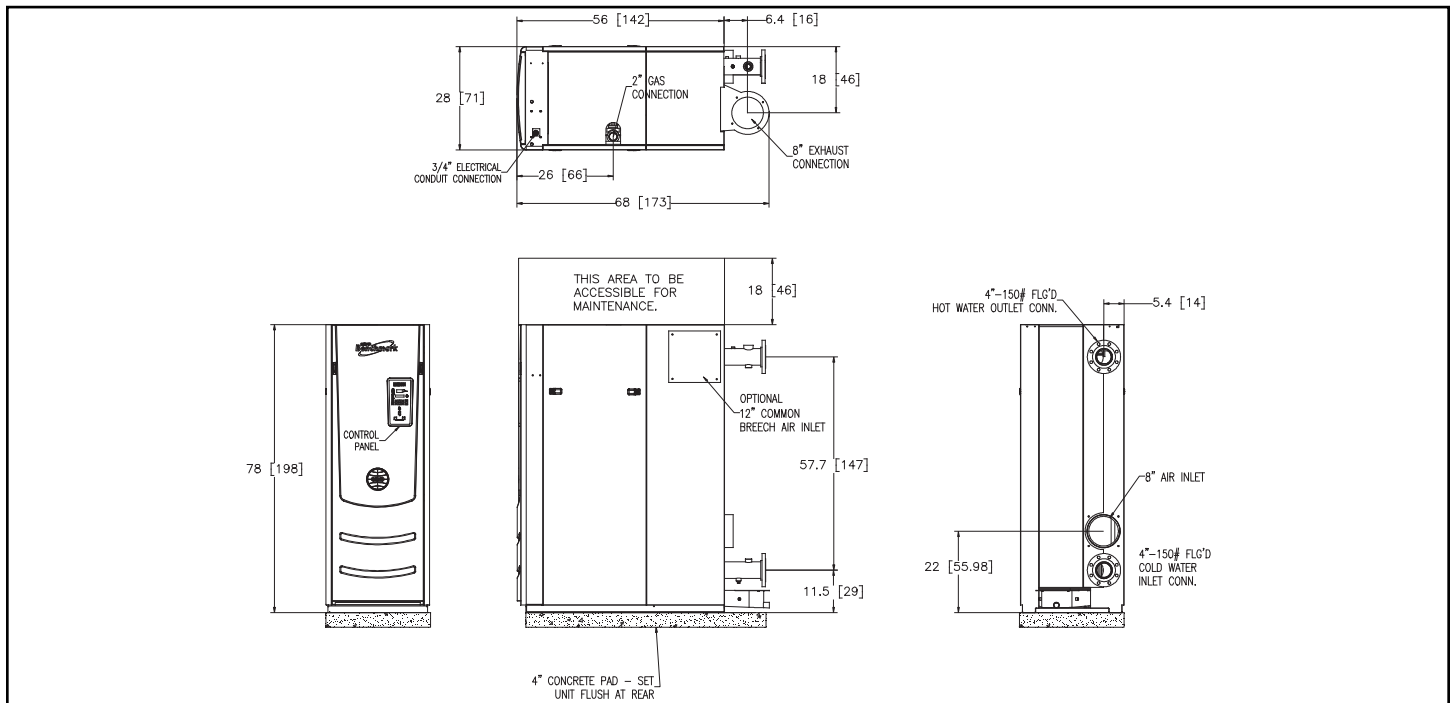 56 [142]
6.4 [16]
28 [71]
2" GAS
CONNECTION
18 [46]
8" EXHAUST
CONNECTION
3/4" ELECTRICAL
CONDUIT CONNECTION
26 [66]
68 [173]
THIS AREA TO BE
ACCESSIBLE FOR
MAINTENANCE.
18 [46]
4"-150# FLG'D
HOT WATER OUTLET CONN.
5.4 [14]
Benchmark
OPTIONAL
12" COMMON
BREECH AIR INLET
CONTROL
PANEL
78 [198]
57.7 [147]
8" AIR INLET
22 [55.98]
4"-150# FLG'D
COLD WATER
INLET CONN.
11.5 [29]
4" CONCRETE PAD - SET
UNIT FLUSH AT REAR